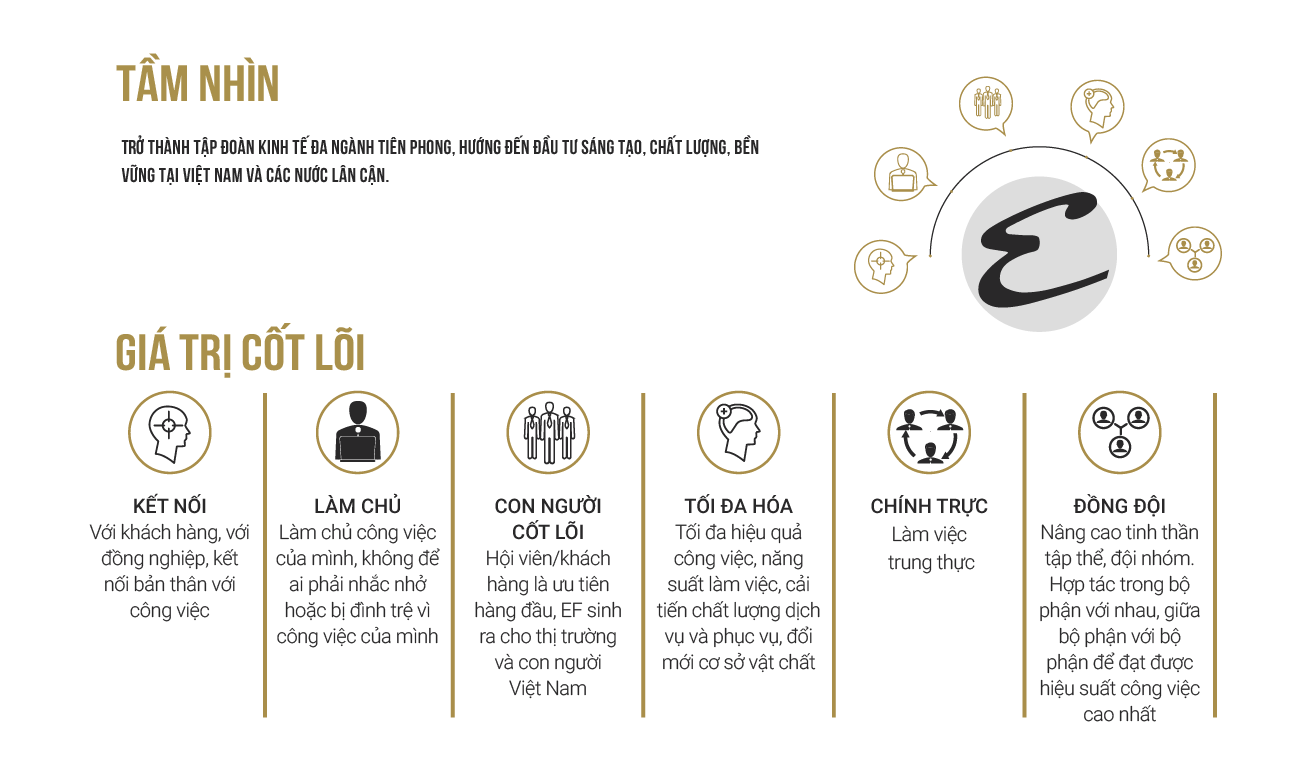 TẦM NHÌN
TRỞ THÀNH TẬP ĐOÀN KINH TẾ ĐA NGÀNH TIÊN PHONG, HƯỚNG ĐẾN ĐẦU TƯ SÁNG TẠO, CHẤT LƯỢNG, BỀN
VỮNG TẠI VIỆT NAM VÀ CÁC NƯỚC LÂN CẬN.
GIÁ TRỊ CỐT LÕI
KẾT NỐI
Với khách hàng, với
đồng nghiệp, kết
nối bản thân với
công việc
LÀM CHỦ
Làm chủ công việc
của mình, không để
ai phải nhắc nhở
hoặc bị đình trệ vì
công việc của mình
CON NGƯỜI
CỐT LÕI
Hội viên/khách
hàng là ưu tiên
hàng đầu, EF sinh
ra cho thị trường
và con người
Việt Nam
TỐI ĐA HÓA
Tối đa hiệu quả
công việc, năng
suất làm việc, cải
tiến chất lượng dịch
vụ và phục vụ, đổi
mới cơ sở vật chất
CHÍNH TRỰC
Làm việc
trung thực
ĐỒNG ĐỘI
Nâng cao tinh thần
tập thể, đội nhóm.
Hợp tác trong bộ
phận với nhau, giữa
bộ phận với bộ
phận để đạt được
hiệu suất công việc
cao nhất